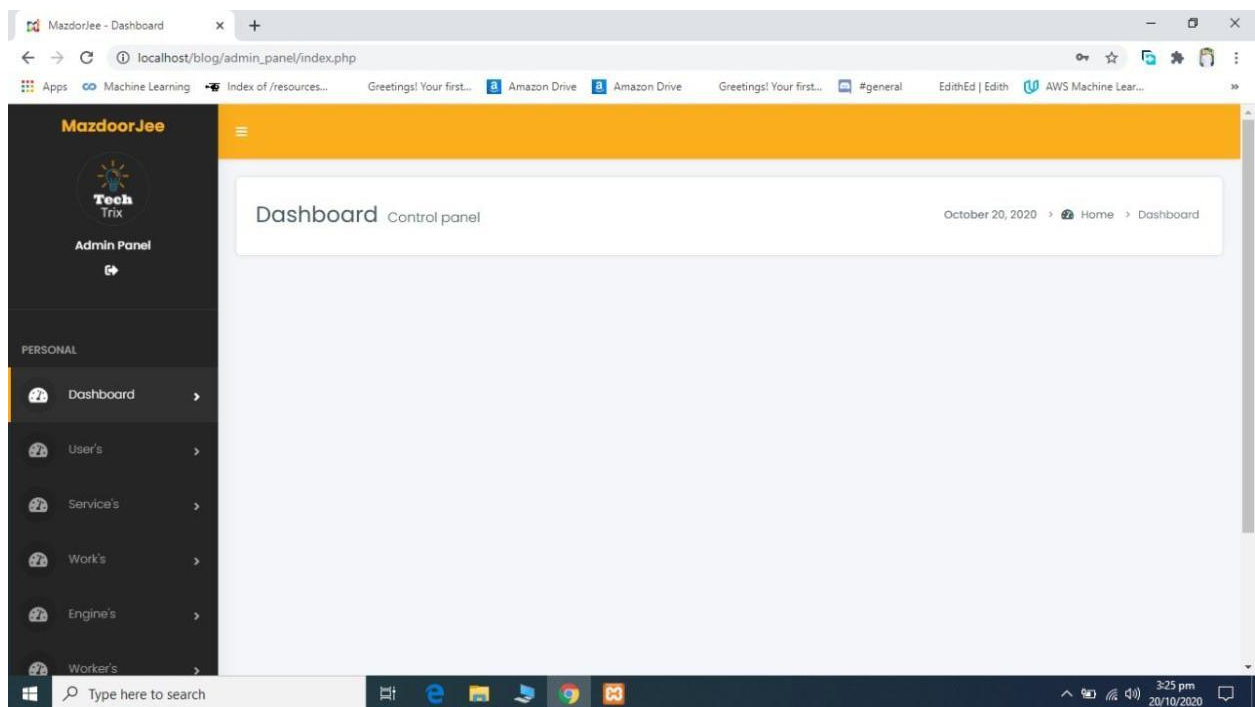 MazdorJee - Dashboard
localhost/blog/admin_panel/index.php
Apps Machine Learning Index of /resources... Greetings! Your first... Amazon Drive Amazon Drive Greetings! Your first... #general EdithEd | Edith AWS Machine Lear...
MazdoorJee
Tech
Trix
Admin Panel
Dashboard Control panel
October 20, 2020 > Home > Dashboard
PERSONAL
Dashboard
User's
Service's
Work's
Engine's
Worker's
Type here to search
3:25 pm
20/10/2020